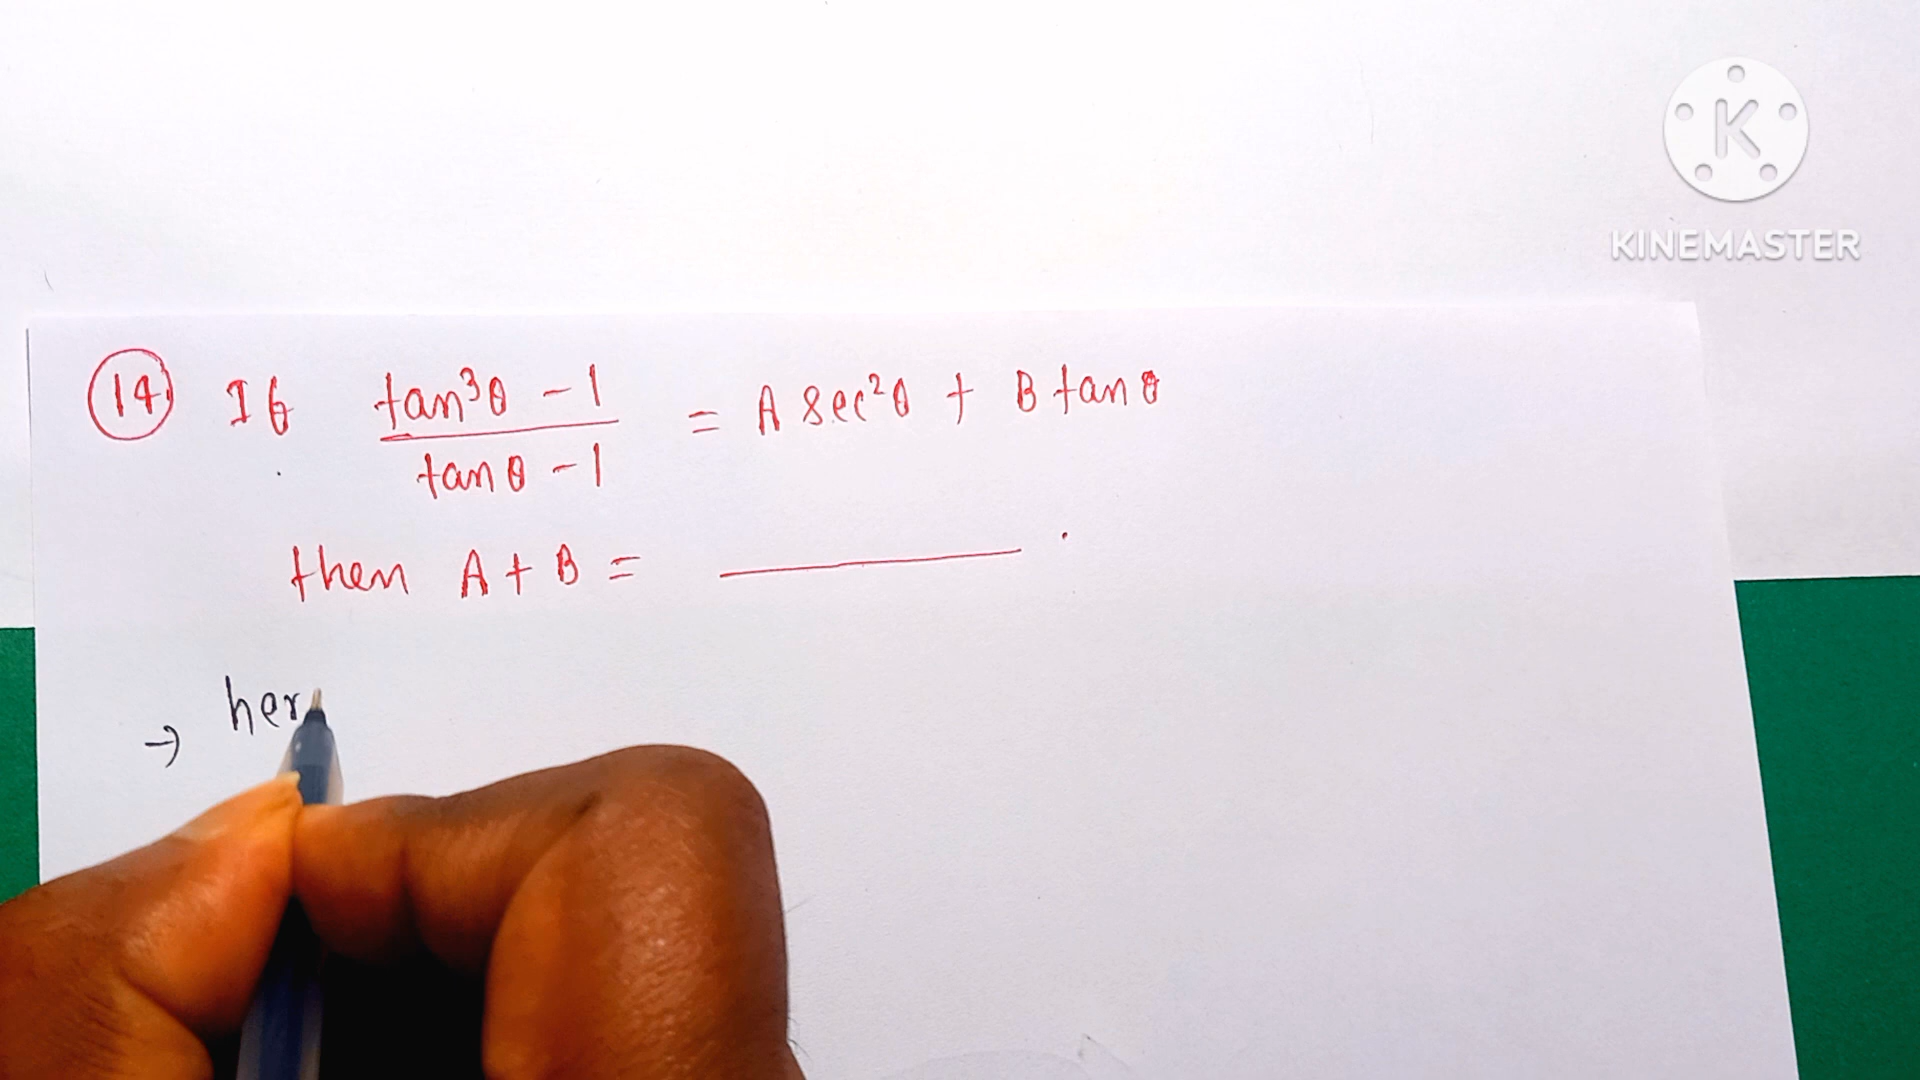 K
KINEMASTER
14 If tan³θ - 1 / tanθ - 1 = A sec²θ + B tanθ
then A + B = ________ .
→ her